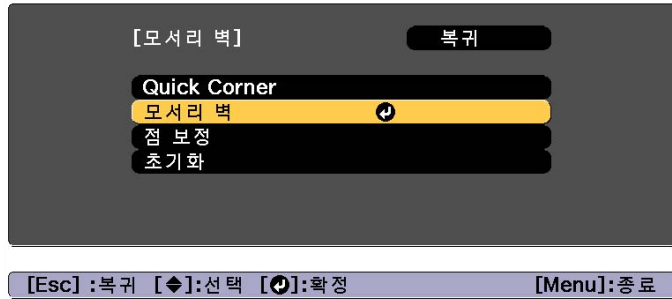 [모서리 벽] 복귀
Quick Corner
모서리 벽
점 보정
초기화
[Esc] :복귀 [◆]:선택 [⏎]:확정 [Menu]:종료